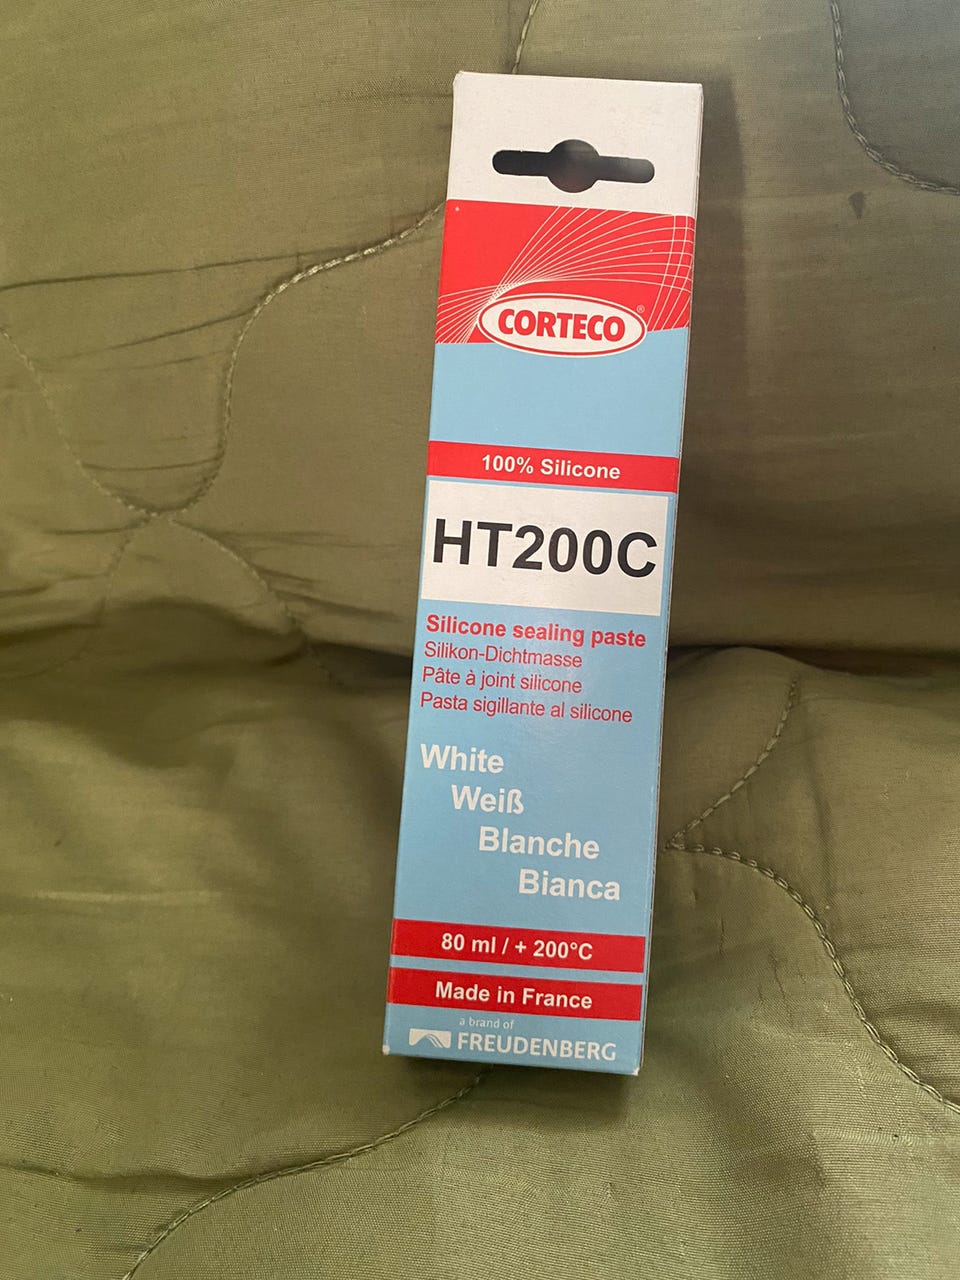 CORTECO®
100% Silicone
HT200C
Silicone sealing paste
Silikon-Dichtmasse
Pâte à joint silicone
Pasta sigillante al silicone
White
Weiß
Blanche
Bianca
80 ml / + 200°C
Made in France
a brand of
FREUDENBERG